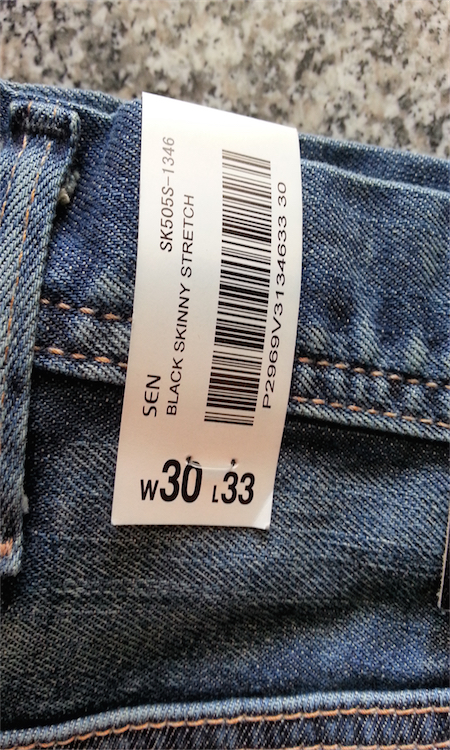 SEN SK505S-1346
BLACK SKINNY STRETCH
P2969V3134633 30
W30 L33